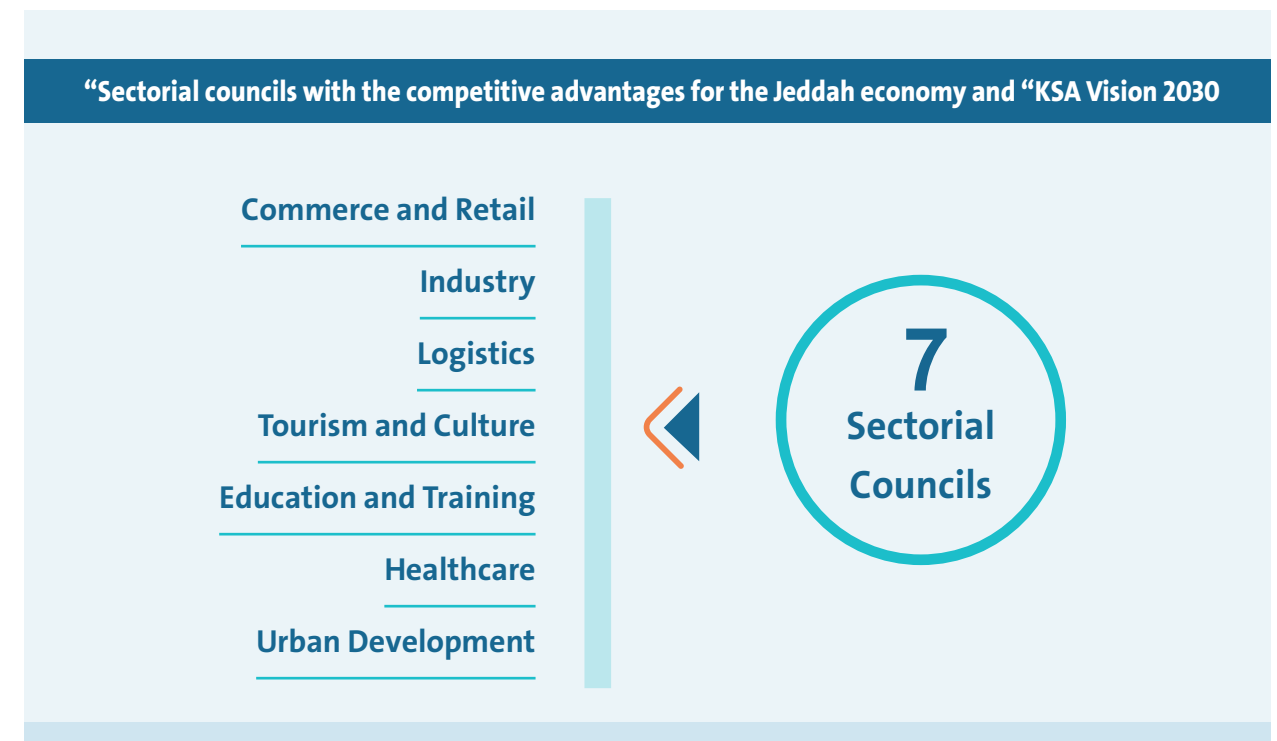 “Sectorial councils with the competitive advantages for the Jeddah economy and “KSA Vision 2030
Commerce and Retail
Industry
Logistics
Tourism and Culture
Education and Training
Healthcare
Urban Development
7
Sectorial
Councils